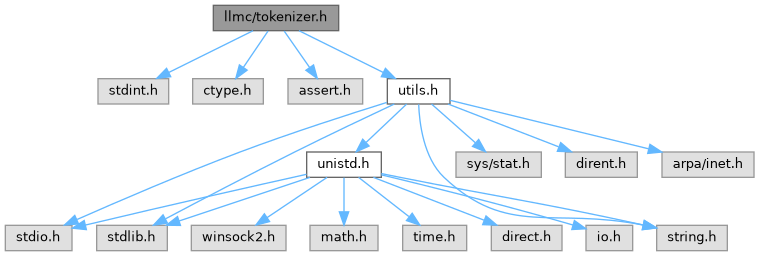 llmc/tokenizer.h
stdint.h
ctype.h
assert.h
utils.h
unistd.h
sys/stat.h
dirent.h
arpa/inet.h
stdio.h
stdlib.h
winsock2.h
math.h
time.h
direct.h
io.h
string.h